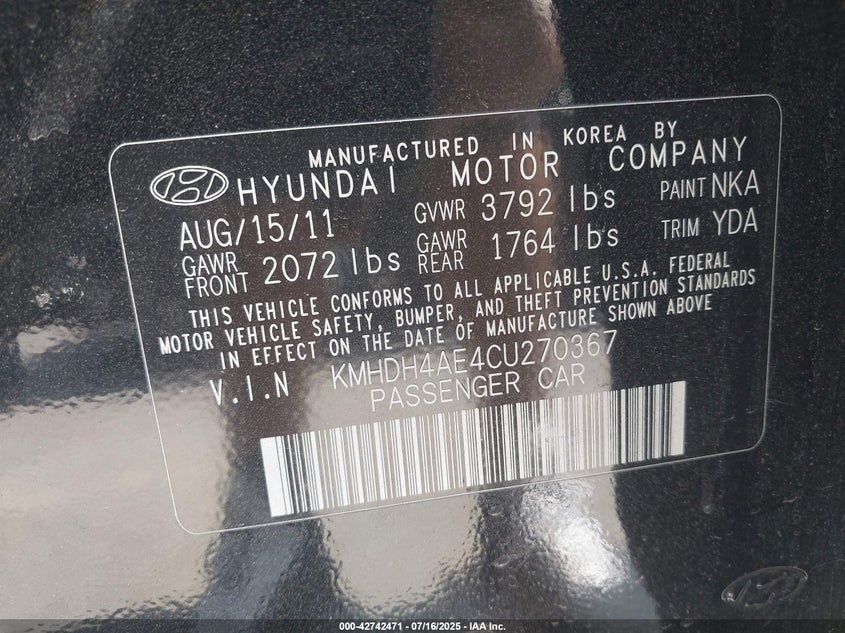 MANUFACTURED IN KOREA BY
HYUNDAI MOTOR COMPANY
AUG/15/11 GVWR 3792 lbs PAINT NKA
GAWR FRONT 2072 lbs GAWR REAR 1764 lbs TRIM YDA
THIS VEHICLE CONFORMS TO ALL APPLICABLE U.S.A. FEDERAL
MOTOR VEHICLE SAFETY, BUMPER, AND THEFT PREVENTION STANDARDS
IN EFFECT ON THE DATE OF MANUFACTURE SHOWN ABOVE
V.I.N KMHDH4AE4CU270367
PASSENGER CAR
000-42742471 - 07/16/2025 - IAA Inc.